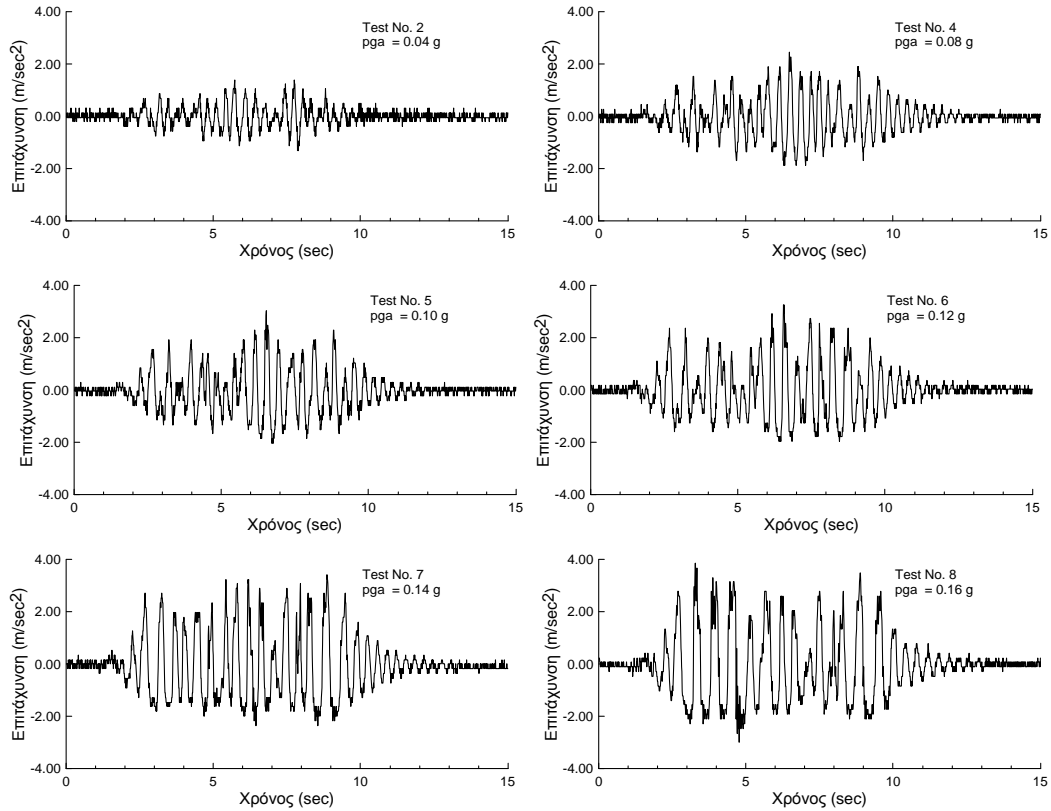 4.00
2.00
0.00
-2.00
-4.00
Επιτάχυνση (m/sec2)
Test No. 2
pga = 0.04 g
0 5 10 15
Χρόνος (sec)
4.00
2.00
0.00
-2.00
-4.00
Επιτάχυνση (m/sec2)
Test No. 4
pga = 0.08 g
0 5 10 15
Χρόνος (sec)
4.00
2.00
0.00
-2.00
-4.00
Επιτάχυνση (m/sec2)
Test No. 5
pga = 0.10 g
0 5 10 15
Χρόνος (sec)
4.00
2.00
0.00
-2.00
-4.00
Επιτάχυνση (m/sec2)
Test No. 6
pga = 0.12 g
0 5 10 15
Χρόνος (sec)
4.00
2.00
0.00
-2.00
-4.00
Επιτάχυνση (m/sec2)
Test No. 7
pga = 0.14 g
0 5 10 15
Χρόνος (sec)
4.00
2.00
0.00
-2.00
-4.00
Επιτάχυνση (m/sec2)
Test No. 8
pga = 0.16 g
0 5 10 15
Χρόνος (sec)